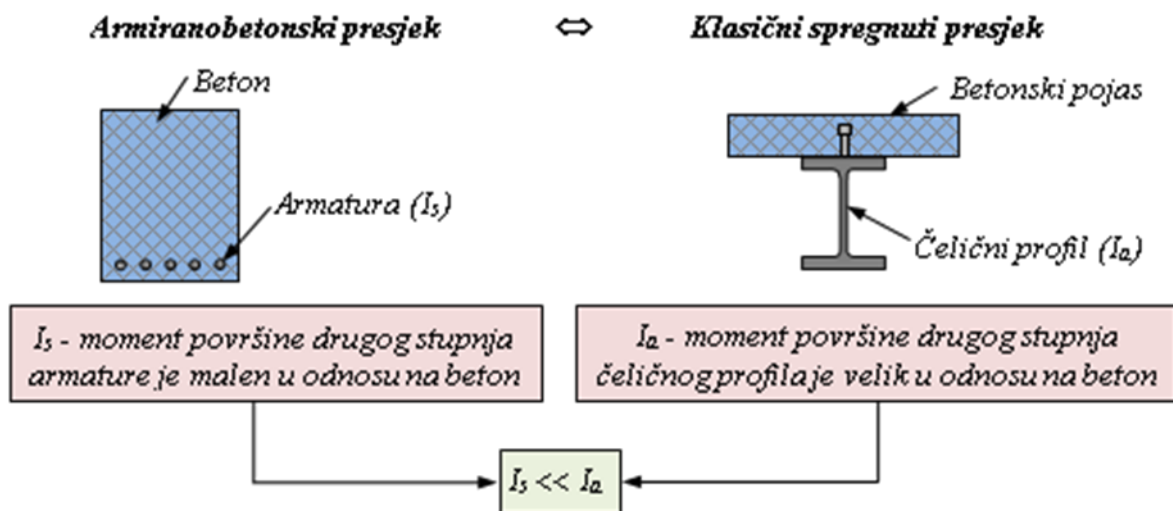 Armiranobetonski presjek ⇔ Klasični spregnuti presjek
Beton
Armatura (Iₛ)
Betonski pojas
Čelični profil (Iₐ)
Iₛ - moment površine drugog stupnja
armature je malen u odnosu na beton
Iₐ - moment površine drugog stupnja
čeličnog profila je velik u odnosu na beton
Iₛ << Iₐ